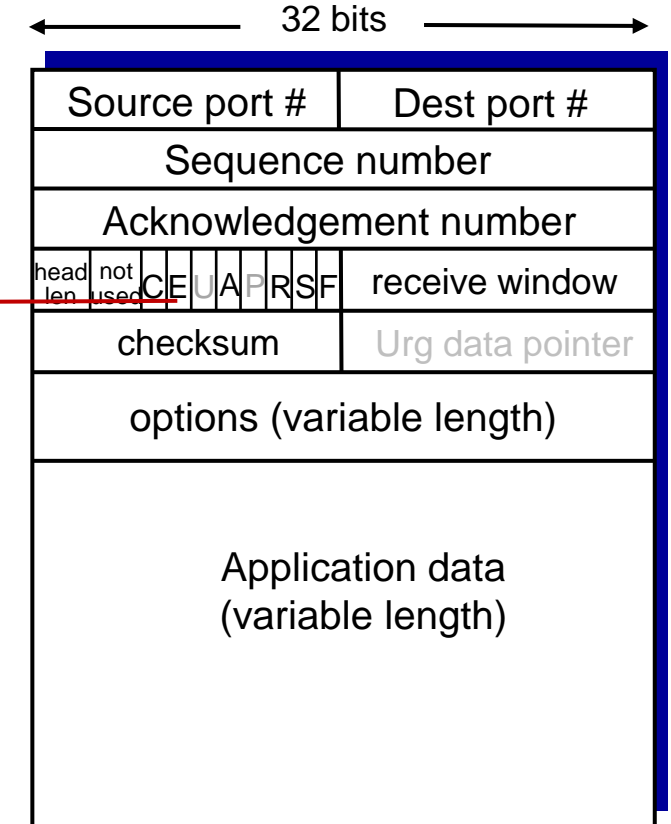 32 bits
Source port # Dest port #
Sequence number
Acknowledgement number
head not
len used C E U A P R S F receive window
checksum Urg data pointer
options (variable length)
Application data
(variable length)